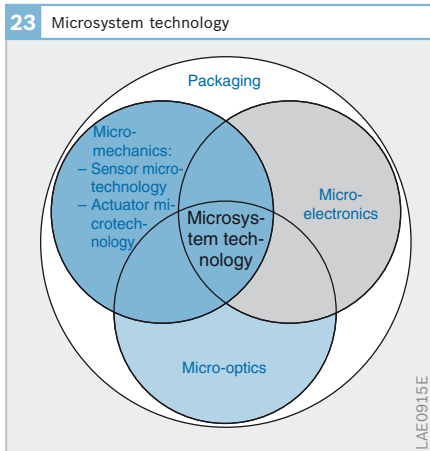 23 Microsystem technology
Packaging
Micro-
mechanics:
– Sensor micro-
technology
– Actuator mi-
crotech-
nology
Micro-
electronics
Microsys-
tem tech-
nology
Micro-optics
LAE0915E